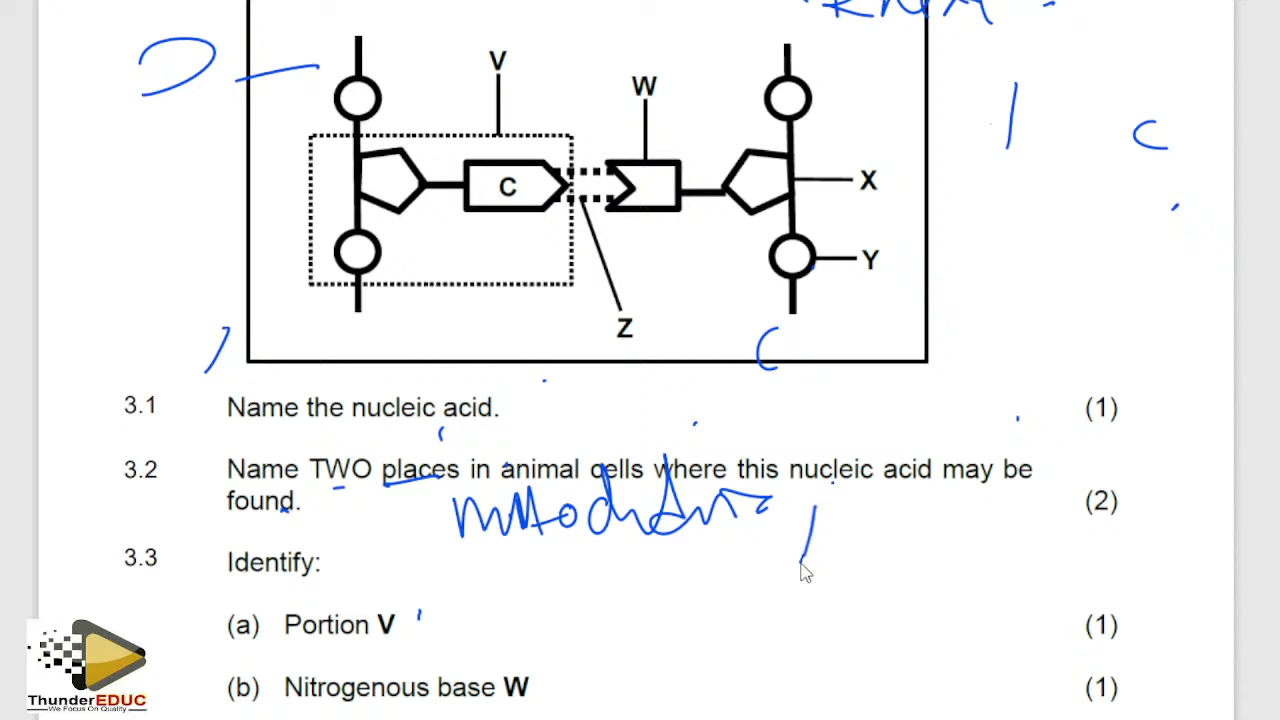 V
W
C
X
Y
Z
3.1 Name the nucleic acid. (1)
3.2 Name TWO places in animal cells where this nucleic acid may be
found. (2)
3.3 Identify:
(a) Portion V (1)
(b) Nitrogenous base W (1)
ThunderEDUC
We Focus On Quality